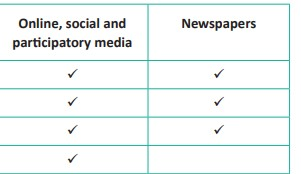 Online, social and
participatory media
Newspapers
✓ ✓
✓ ✓
✓ ✓
✓